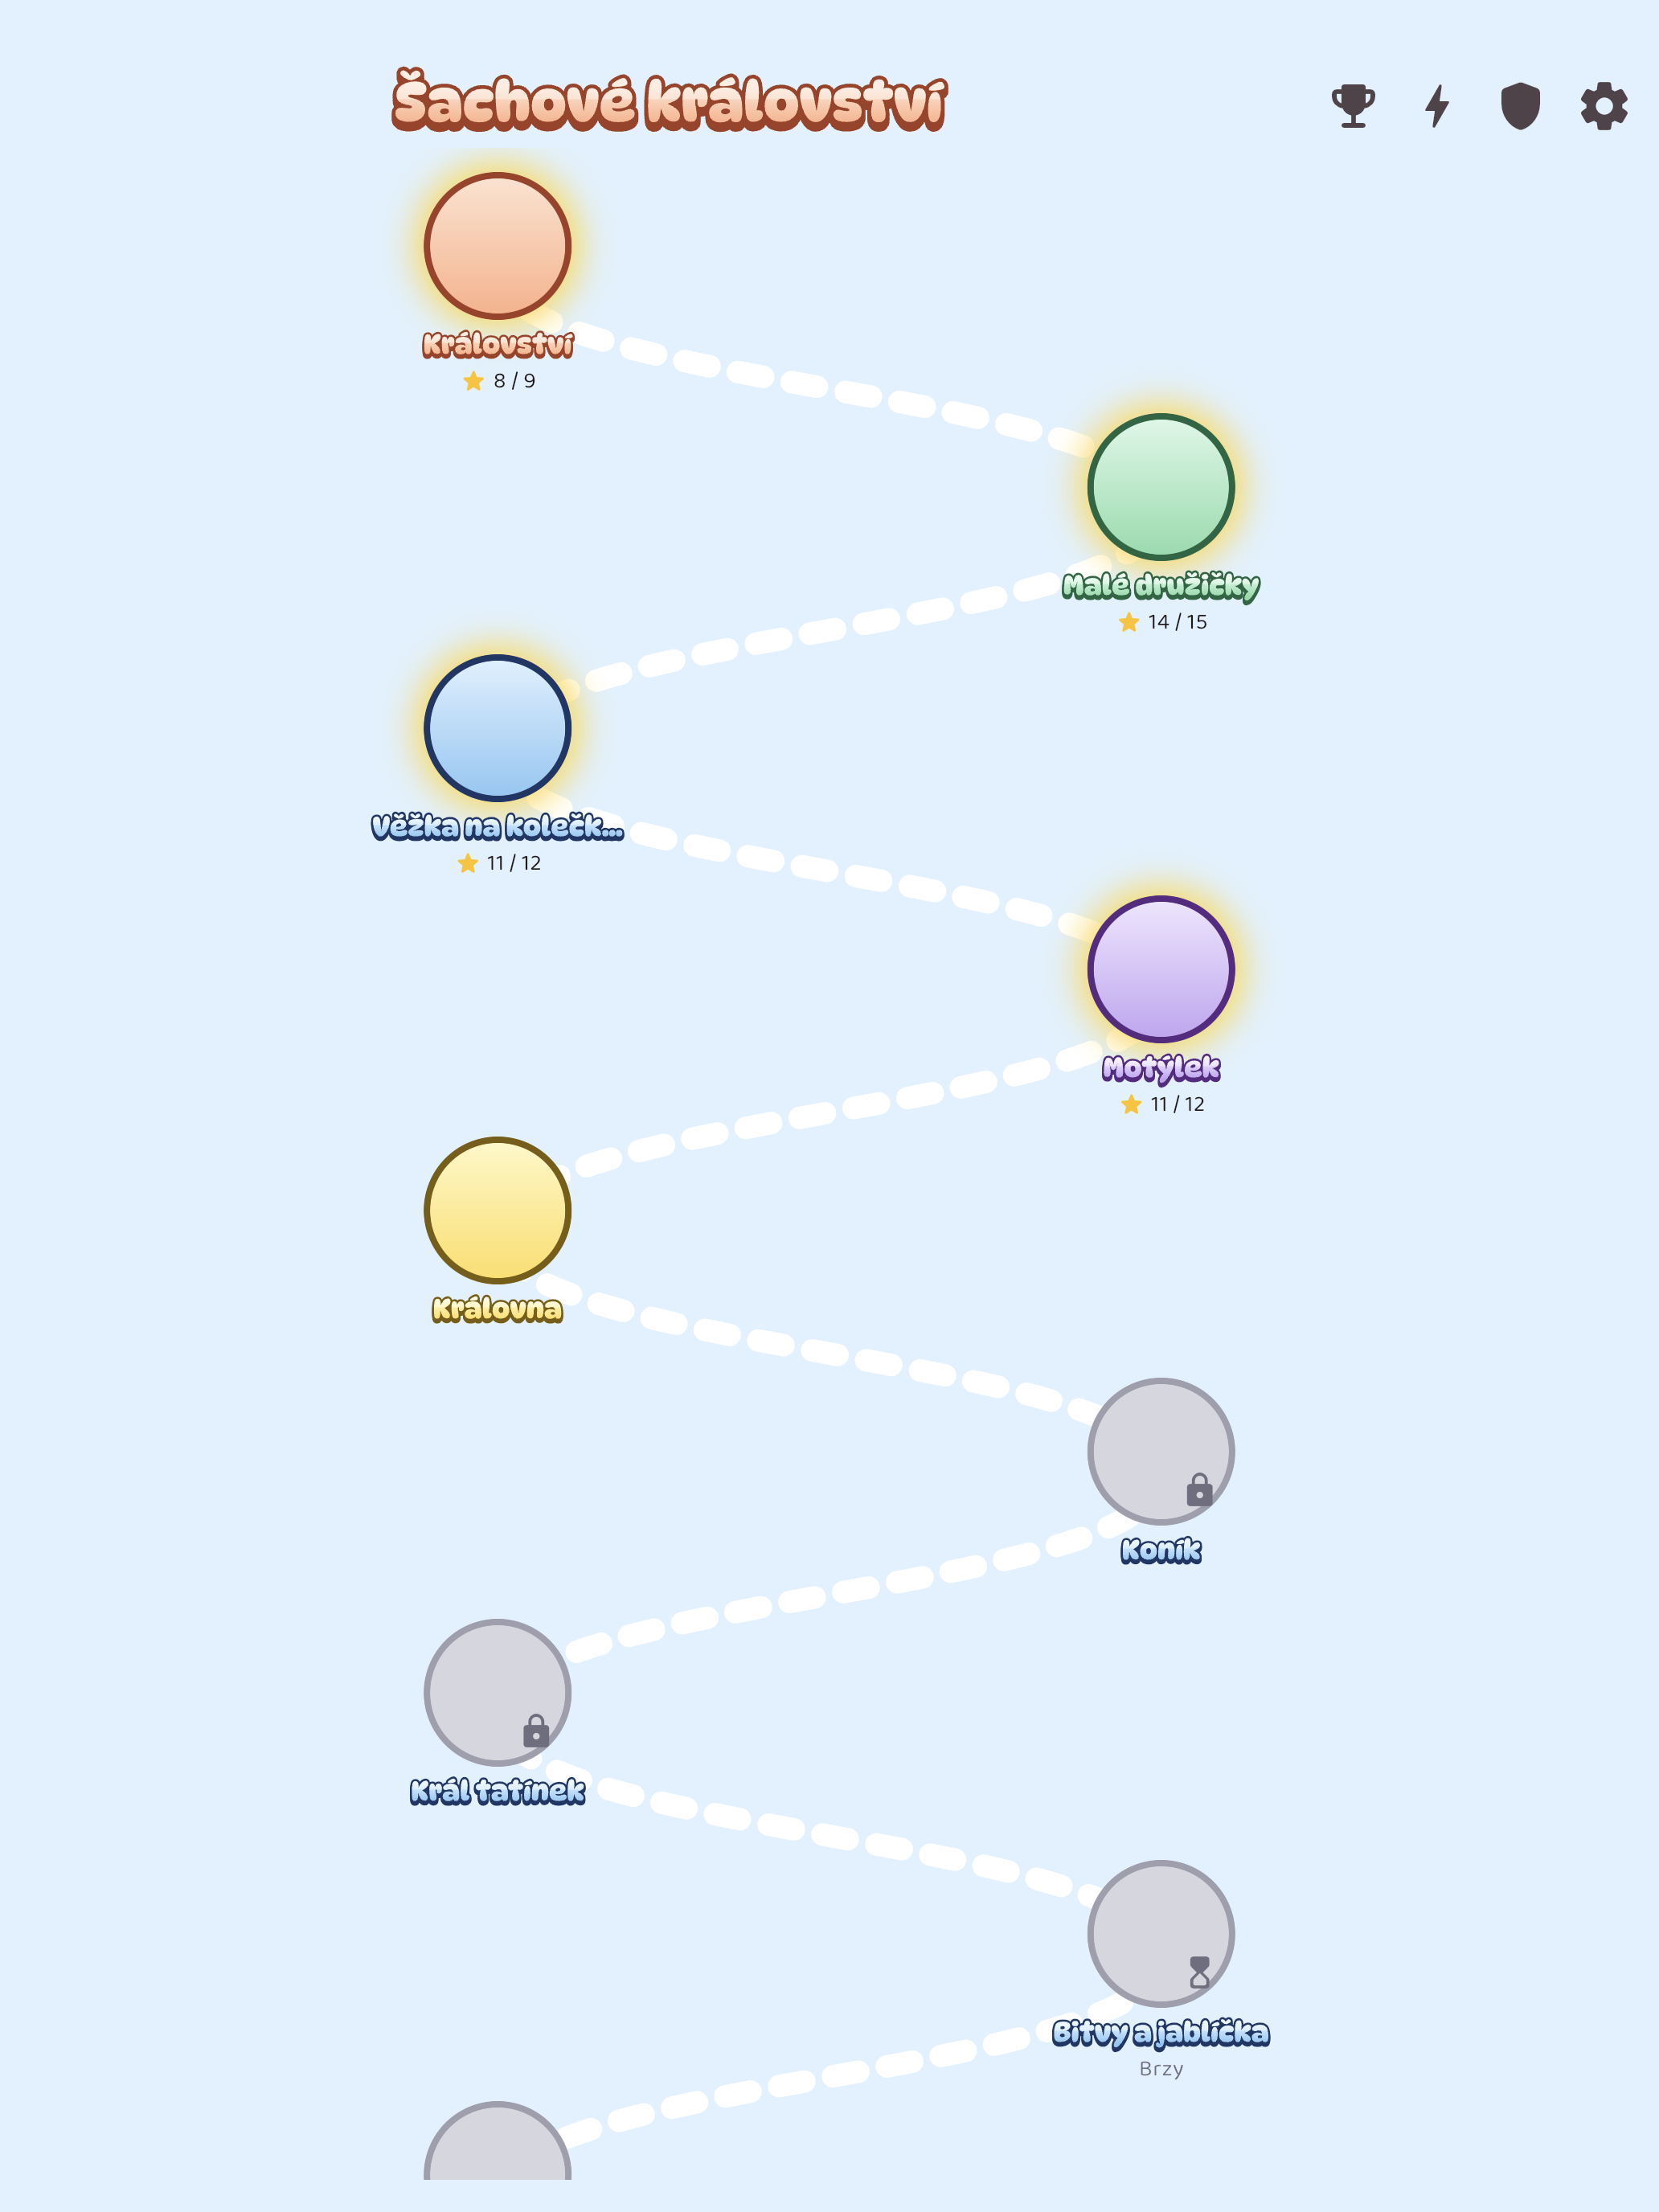 Šachové království
Království
8 / 9
Malé družičky
14 / 15
Věžka na kolečk...
11 / 12
Motýlek
11 / 12
Královna
Koník
Král tatínek
Bitvy a jablíčka
Brzy